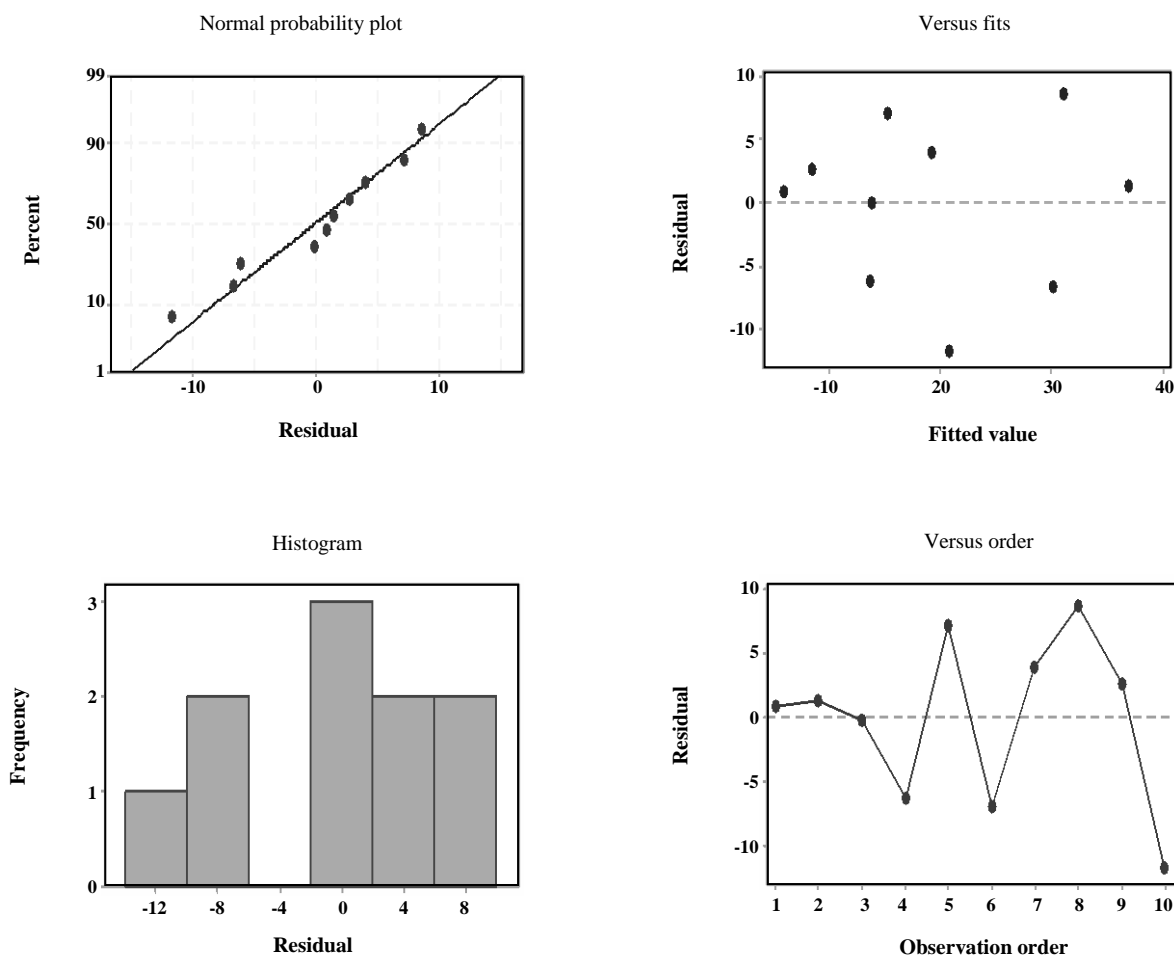 Normal probability plot
99
90
50
10
1
Percent
-10 0 10
Residual
Versus fits
10
5
0
-5
-10
Residual
-10 20 30 40
Fitted value
Histogram
3
2
1
0
Frequency
-12 -8 -4 0 4 8
Residual
Versus order
10
5
0
-5
-10
Residual
1 2 3 4 5 6 7 8 9 10
Observation order